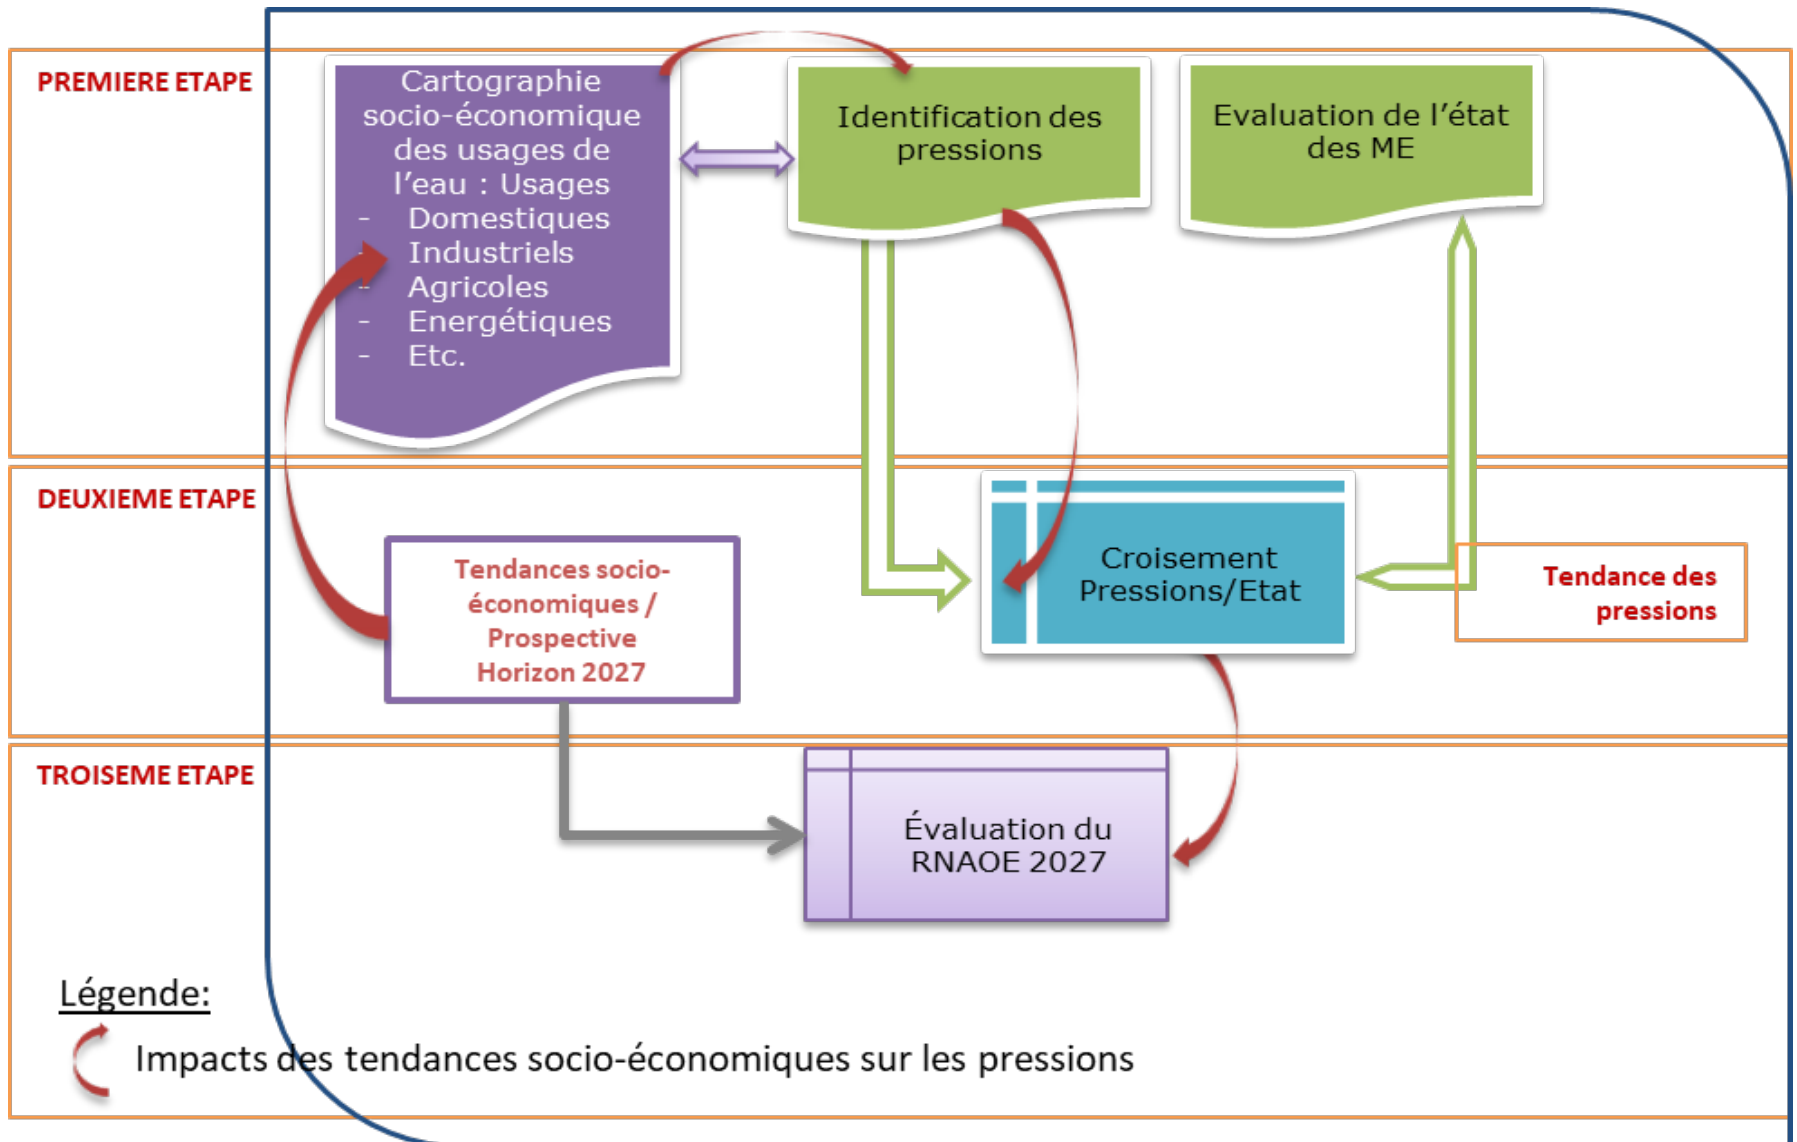 PREMIERE ETAPE
Cartographie
socio-économique
des usages de
l'eau : Usages
- Domestiques
- Industriels
- Agricoles
- Energétiques
- Etc.
Identification des
pressions
Evaluation de l'état
des ME
DEUXIEME ETAPE
Tendances socio-
économiques /
Prospective
Horizon 2027
Croisement
Pressions/Etat
Tendance des
pressions
TROISEME ETAPE
Évaluation du
RNAOE 2027
Légende:
Impacts des tendances socio-économiques sur les pressions